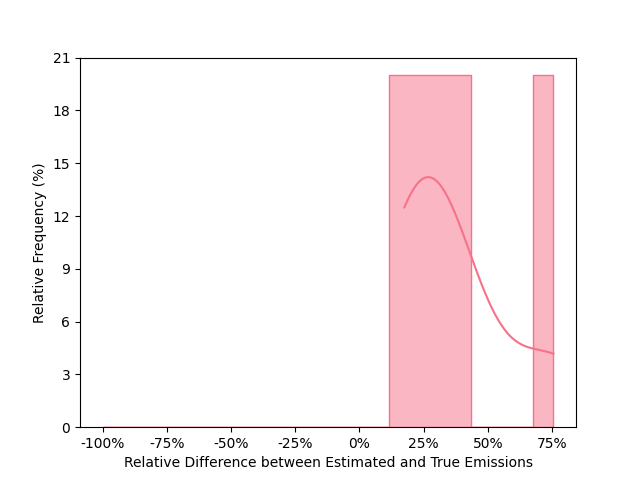 21
18
15
12
9
6
3
0
Relative Frequency (%)
-100% -75% -50% -25% 0% 25% 50% 75%
Relative Difference between Estimated and True Emissions